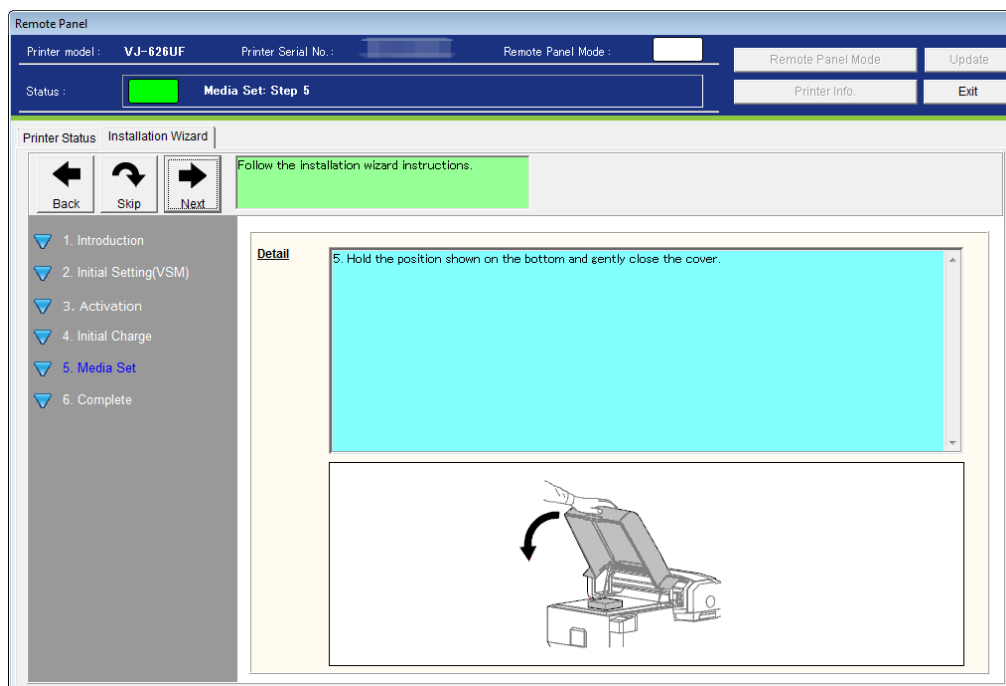 Remote Panel
Printer model : VJ-626UF Printer Serial No. : Remote Panel Mode :
Remote Panel Mode Update
Status : Media Set: Step 5
Printer Info. Exit
Printer Status Installation Wizard
Back Skip Next
Follow the installation wizard instructions.
1. Introduction
2. Initial Setting(VSM)
3. Activation
4. Initial Charge
5. Media Set
6. Complete
Detail
5. Hold the position shown on the bottom and gently close the cover.